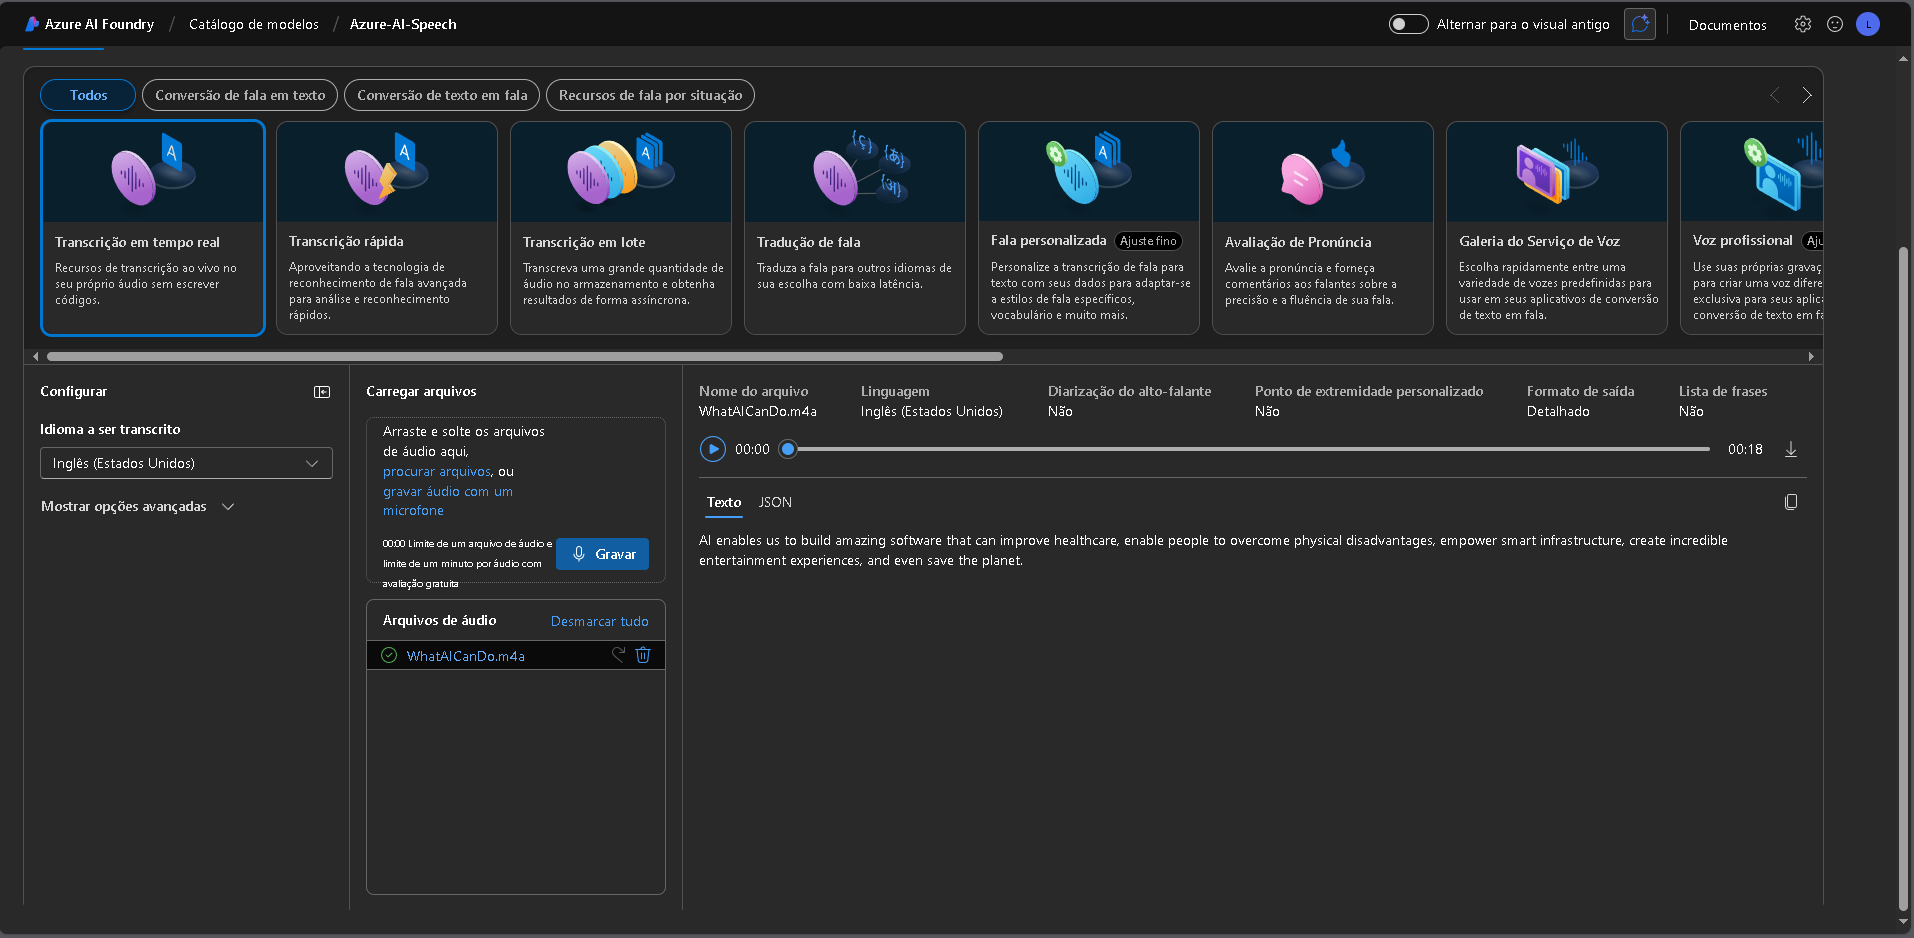 Azure AI Foundry / Catálogo de modelos / Azure-AI-Speech
Alternar para o visual antigo
Documentos
L
Todos
Conversão de fala em texto
Conversão de texto em fala
Recursos de fala por situação
Transcrição em tempo real
Recursos de transcrição ao vivo no
seu próprio áudio sem escrever
códigos.
Transcrição rápida
Aproveitando a tecnologia de
reconhecimento de fala avançada
para análise e reconhecimento
rápidos.
Transcrição em lote
Transcreva uma grande quantidade de
áudio no armazenamento e obtenha
resultados de forma assíncrona.
Tradução de fala
Traduza a fala para outros idiomas de
sua escolha com baixa latência.
Fala personalizada
Ajuste fino
Personalize a transcrição de fala para
texto com seus dados para adaptar-se
a estilos de fala específicos,
vocabulário e muito mais.
Avaliação de Pronúncia
Avalie a pronúncia e forneça
comentários aos falantes sobre a
precisão e a fluência de sua fala.
Galeria do Serviço de Voz
Escolha rapidamente entre uma
variedade de vozes predefinidas para
usar em seus aplicativos de conversão
de texto em fala.
Voz profissional
Aju
Use suas próprias gravaç
para criar uma voz difere
exclusiva para seus aplica
conversão de texto em fa
Configurar
Idioma a ser transcrito
Inglês (Estados Unidos)
Mostrar opções avançadas
Carregar arquivos
Arraste e solte os arquivos
de áudio aqui,
procurar arquivos, ou
gravar áudio com um
microfone
00:00 Limite de um arquivo de áudio e
limite de um minuto por áudio com
avaliação gratuita
Gravar
Arquivos de áudio
Desmarcar tudo
WhatAICanDo.m4a
Nome do arquivo
WhatAICanDo.m4a
Linguagem
Inglês (Estados Unidos)
Diarização do alto-falante
Não
Ponto de extremidade personalizado
Não
Formato de saída
Detalhado
Lista de frases
Não
00:00
00:18
Texto
JSON
AI enables us to build amazing software that can improve healthcare, enable people to overcome physical disadvantages, empower smart infrastructure, create incredible
entertainment experiences, and even save the planet.